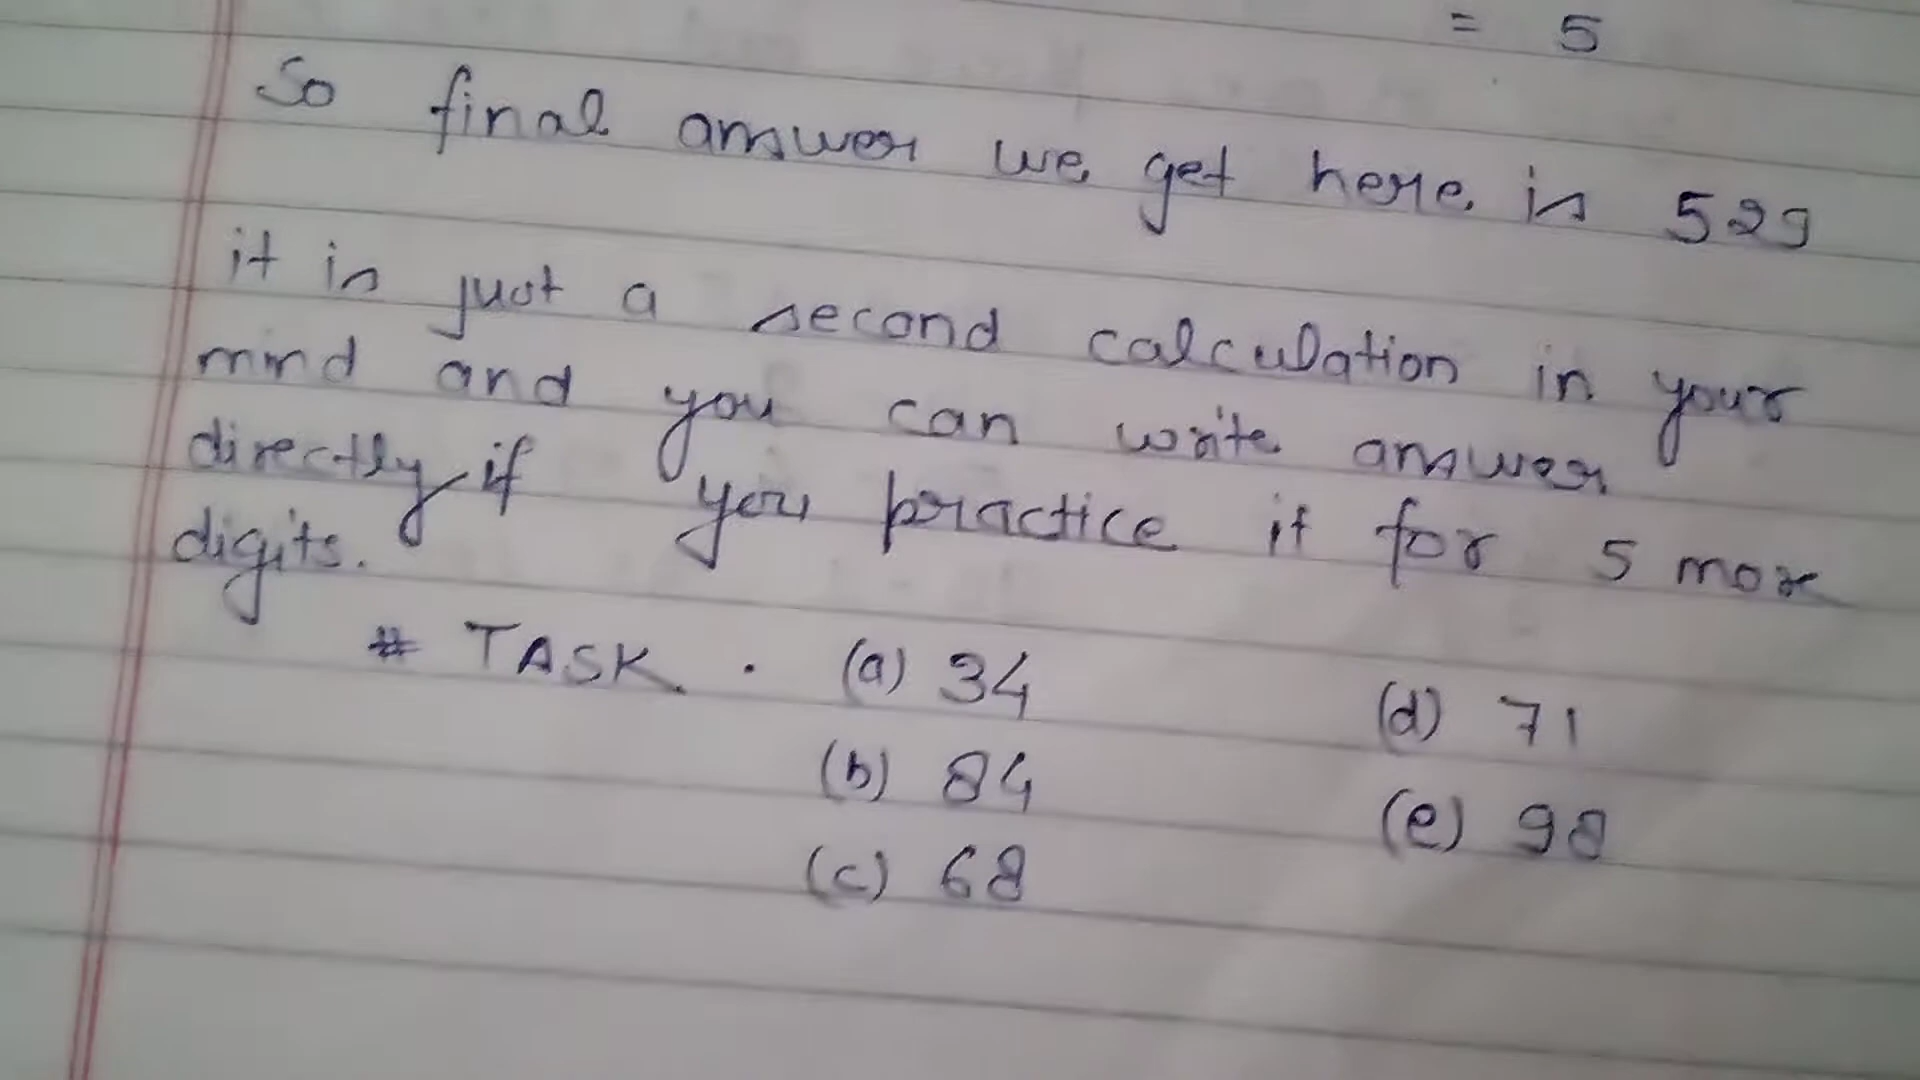 = 5
So final answer we get here is 529
it is just a second calculation in your
mind and you can write answer
directly if you practice it for 5 more
digits.
# TASK . (a) 34 (d) 71
(b) 84 (e) 98
(c) 68